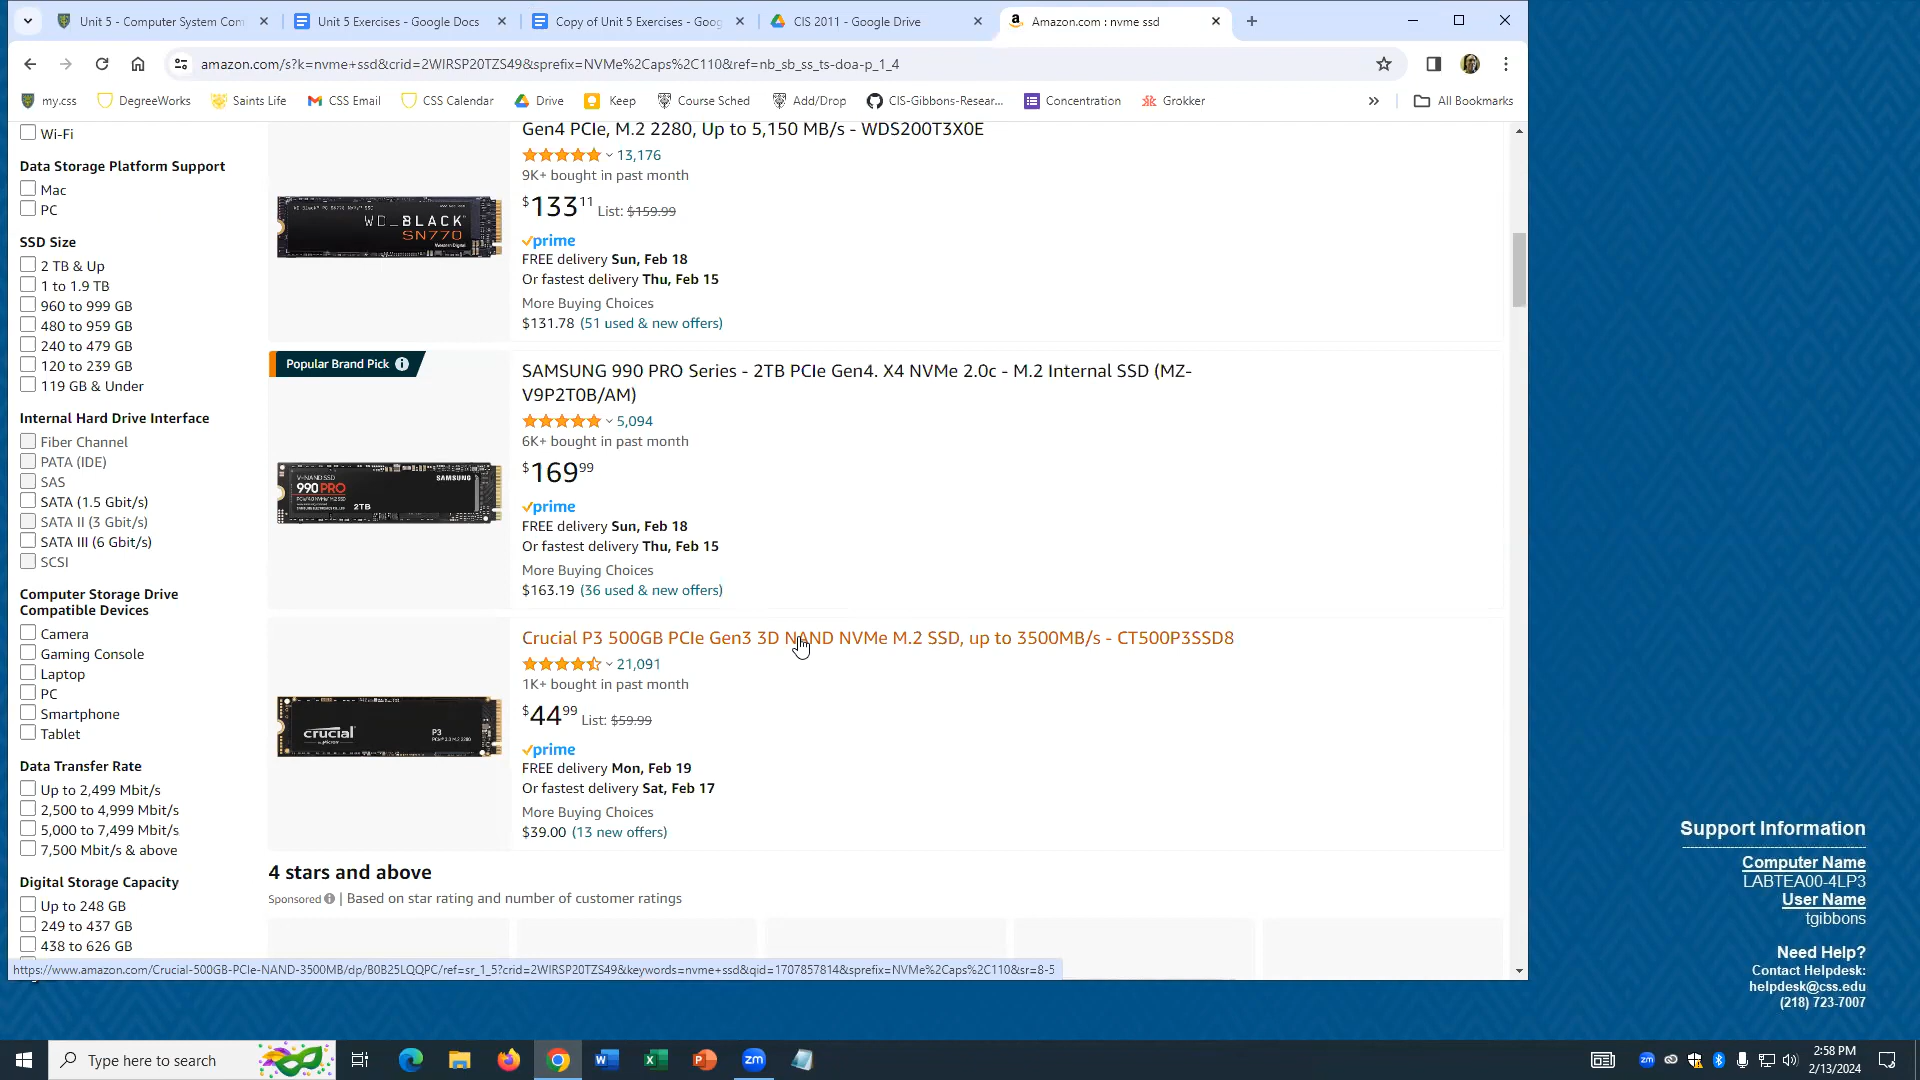 Unit 5 - Computer System Com
Unit 5 Exercises - Google Docs
Copy of Unit 5 Exercises - Goog
CIS 2011 - Google Drive
Amazon.com : nvme ssd
amazon.com/s?k=nvme+ssd&crid=2WIRSP20TZS49&sprefix=NVMe%2Caps%2C110&ref=nb_sb_ss_ts-doa-p_1_4
my.css
DegreeWorks
Saints Life
CSS Email
CSS Calendar
Drive
Keep
Course Sched
Add/Drop
CIS-Gibbons-Resear...
Concentration
Grokker
»
All Bookmarks
Wi-Fi
Data Storage Platform Support
Mac
PC
SSD Size
2 TB & Up
1 to 1.9 TB
960 to 999 GB
480 to 959 GB
240 to 479 GB
120 to 239 GB
119 GB & Under
Internal Hard Drive Interface
Fiber Channel
PATA (IDE)
SAS
SATA (1.5 Gbit/s)
SATA II (3 Gbit/s)
SATA III (6 Gbit/s)
SCSI
Computer Storage Drive
Compatible Devices
Camera
Gaming Console
Laptop
PC
Smartphone
Tablet
Data Transfer Rate
Up to 2,499 Mbit/s
2,500 to 4,999 Mbit/s
5,000 to 7,499 Mbit/s
7,500 Mbit/s & above
Digital Storage Capacity
Up to 248 GB
249 to 437 GB
438 to 626 GB
Gen4 PCIe, M.2 2280, Up to 5,150 MB/s - WDS200T3X0E
13,176
9K+ bought in past month
$133 11 List: $159.99
prime
FREE delivery Sun, Feb 18
Or fastest delivery Thu, Feb 15
More Buying Choices
$131.78 (51 used & new offers)
WD_BLACK
SN770
Western Digital
Popular Brand Pick
SAMSUNG 990 PRO Series - 2TB PCIe Gen4. X4 NVMe 2.0c - M.2 Internal SSD (MZ-
V9P2T0B/AM)
5,094
6K+ bought in past month
$169 99
prime
FREE delivery Sun, Feb 18
Or fastest delivery Thu, Feb 15
More Buying Choices
$163.19 (36 used & new offers)
V-NAND SSD
SAMSUNG
990 PRO
2TB
Crucial P3 500GB PCIe Gen3 3D NAND NVMe M.2 SSD, up to 3500MB/s - CT500P3SSD8
21,091
1K+ bought in past month
$44 99 List: $59.99
prime
FREE delivery Mon, Feb 19
Or fastest delivery Sat, Feb 17
More Buying Choices
$39.00 (13 new offers)
crucial
P3
4 stars and above
Sponsored | Based on star rating and number of customer ratings
https://www.amazon.com/Crucial-500GB-PCIe-NAND-3500MB/dp/B0B25LQQPC/ref=sr_1_5?crid=2WIRSP20TZS49&keywords=nvme+ssd&qid=1707857814&sprefix=NVMe%2Caps%2C110&sr=8-5
Support Information
Computer Name
LABTEA00-4LP3
User Name
tgibbons
Need Help?
Contact Helpdesk:
helpdesk@css.edu
(218) 723-7007
Type here to search
zm
zm
2:58 PM
2/13/2024